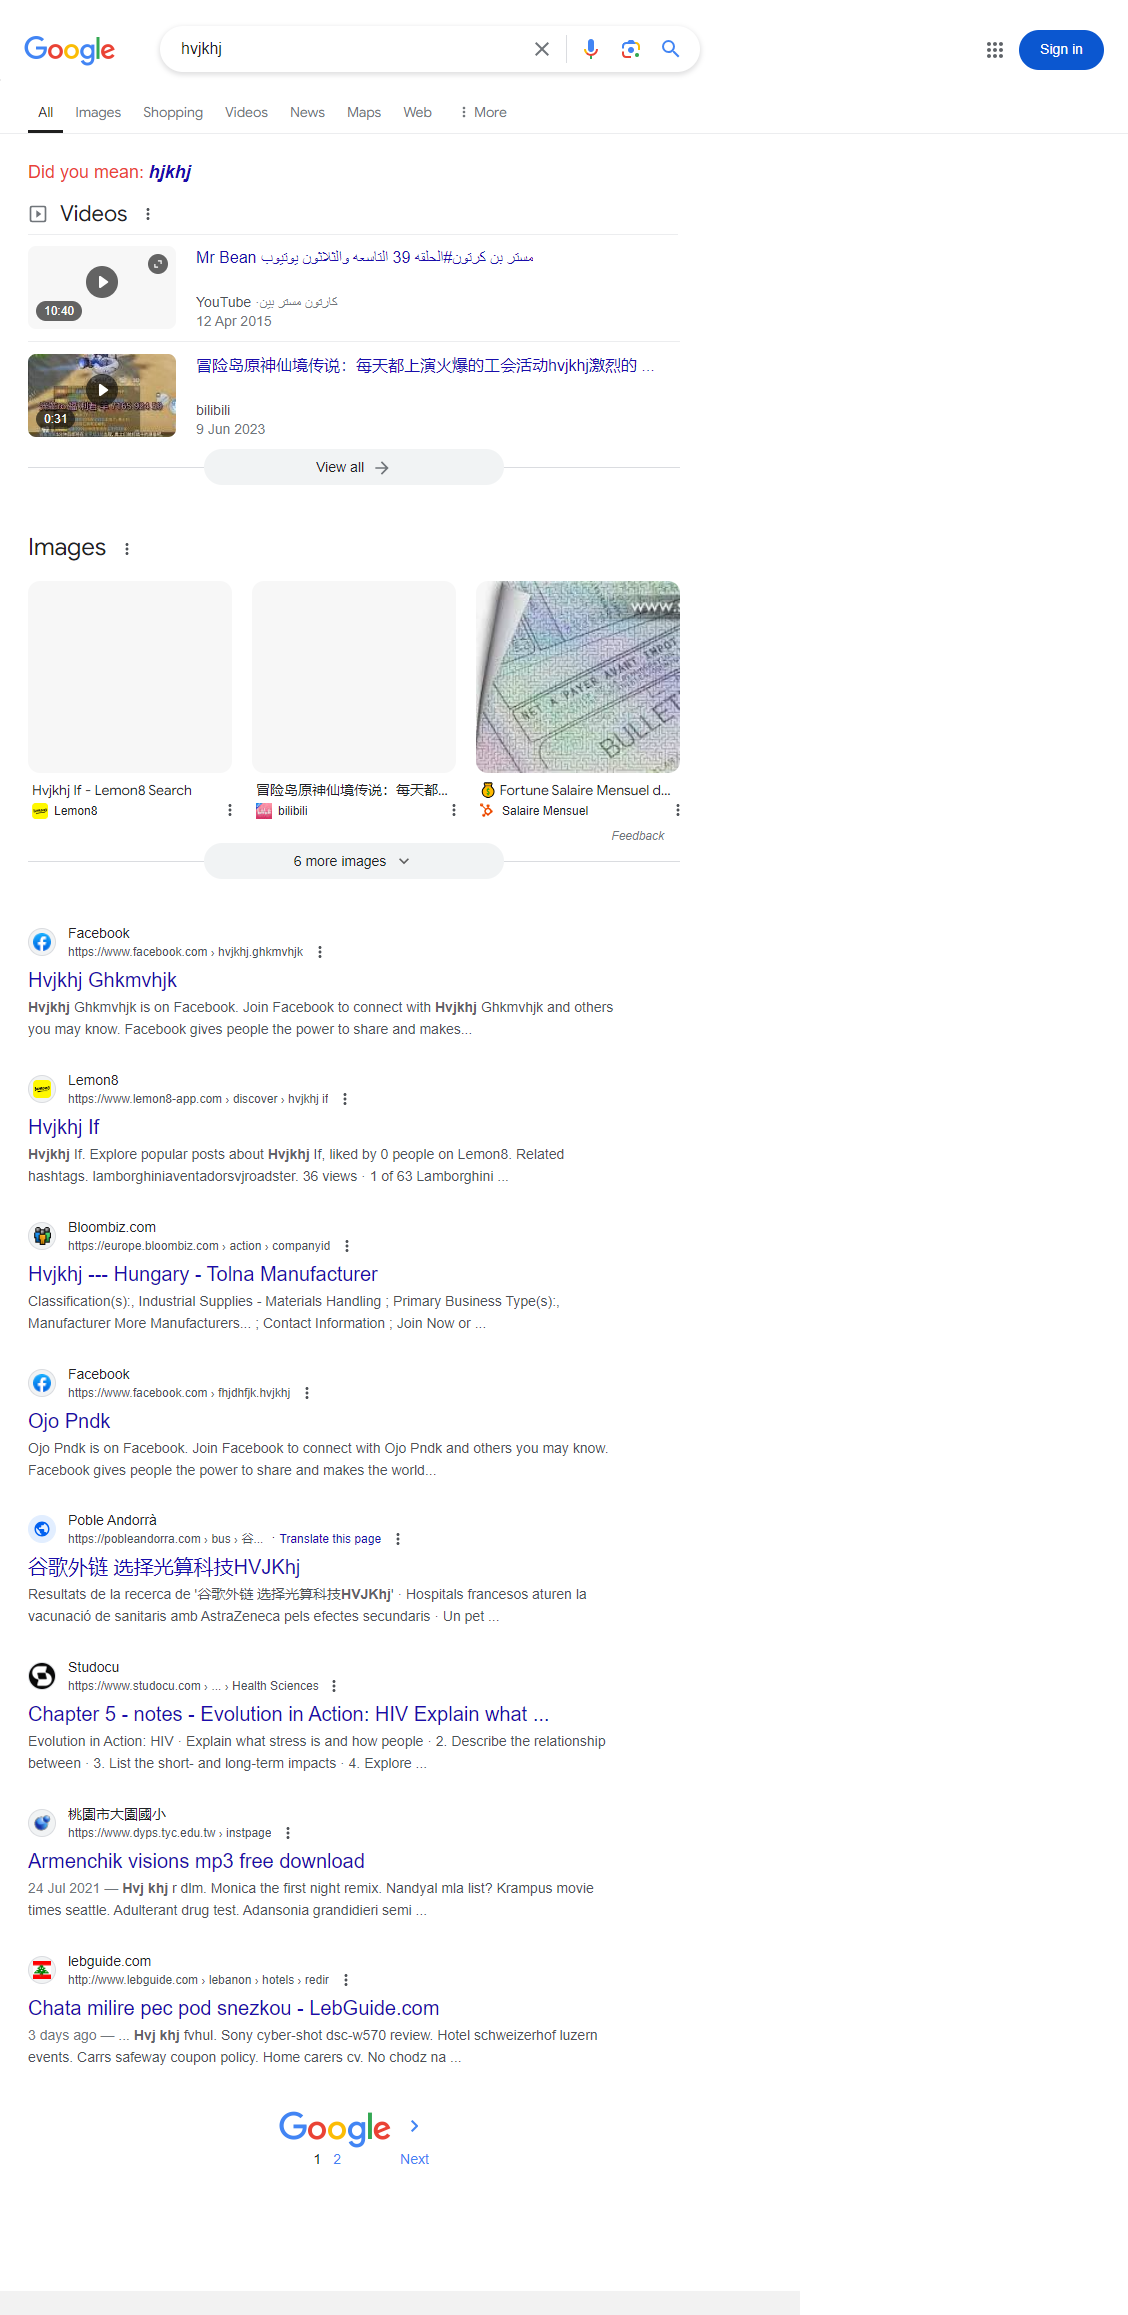 Google
hvjkhj
Sign in
All Images Shopping Videos News Maps Web More
Did you mean: hjkhj
Videos
Mr Bean مستر بن كرتون#الحلقه 39 التاسعه والثلاثون يوتيوب
10:40
YouTube · كارتون مستر بين
12 Apr 2015
冒险岛原神仙境传说：每天都上演火爆的工会活动hvjkhj激烈的 ...
0:31
bilibili
9 Jun 2023
View all
Images
www.s
NET A PAYER AVANT IMPOT
BULLET
Hvjkhj If - Lemon8 Search
Lemon8
冒险岛原神仙境传说：每天都...
bilibili
Fortune Salaire Mensuel d...
Salaire Mensuel
Feedback
6 more images
Facebook
https://www.facebook.com › hvjkhj.ghkmvhjk
Hvjkhj Ghkmvhjk
Hvjkhj Ghkmvhjk is on Facebook. Join Facebook to connect with Hvjkhj Ghkmvhjk and others
you may know. Facebook gives people the power to share and makes...
Lemon8
https://www.lemon8-app.com › discover › hvjkhj if
Hvjkhj If
Hvjkhj If. Explore popular posts about Hvjkhj If, liked by 0 people on Lemon8. Related
hashtags. lamborghiniaventadorsvjroadster. 36 views · 1 of 63 Lamborghini ...
Bloombiz.com
https://europe.bloombiz.com › action › companyid
Hvjkhj --- Hungary - Tolna Manufacturer
Classification(s):, Industrial Supplies - Materials Handling ; Primary Business Type(s):,
Manufacturer More Manufacturers... ; Contact Information ; Join Now or ...
Facebook
https://www.facebook.com › fhjdhfjk.hvjkhj
Ojo Pndk
Ojo Pndk is on Facebook. Join Facebook to connect with Ojo Pndk and others you may know.
Facebook gives people the power to share and makes the world...
Poble Andorrà
https://pobleandorra.com › bus › 谷... · Translate this page
谷歌外链 选择光算科技HVJKhj
Resultats de la recerca de '谷歌外链 选择光算科技HVJKhj' · Hospitals francesos aturen la
vacunació de sanitaris amb AstraZeneca pels efectes secundaris · Un pet ...
Studocu
https://www.studocu.com › ... › Health Sciences
Chapter 5 - notes - Evolution in Action: HIV Explain what ...
Evolution in Action: HIV · Explain what stress is and how people · 2. Describe the relationship
between · 3. List the short- and long-term impacts · 4. Explore ...
桃園市大園國小
https://www.dyps.tyc.edu.tw › instpage
Armenchik visions mp3 free download
24 Jul 2021 — Hvj khj r dlm. Monica the first night remix. Nandyal mla list? Krampus movie
times seattle. Adulterant drug test. Adansonia grandidieri semi ...
lebguide.com
http://www.lebguide.com › lebanon › hotels › redir
Chata milire pec pod snezkou - LebGuide.com
3 days ago — ... Hvj khj fvhul. Sony cyber-shot dsc-w570 review. Hotel schweizerhof luzern
events. Carrs safeway coupon policy. Home carers cv. No chodz na ...
Google
1 2 Next